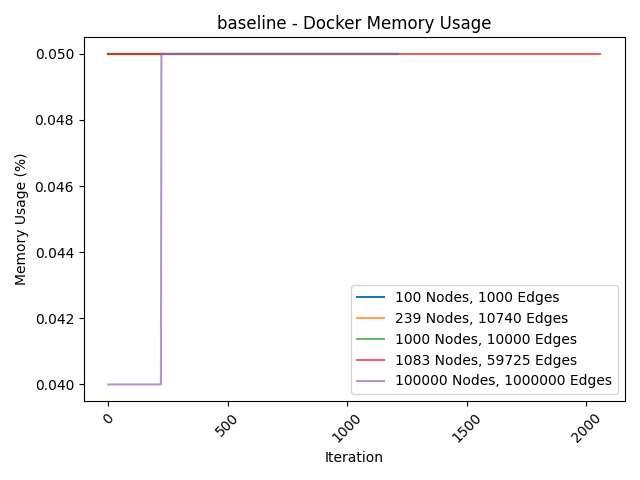 baseline - Docker Memory Usage
Memory Usage (%)
0.050
0.048
0.046
0.044
0.042
0.040
100 Nodes, 1000 Edges
239 Nodes, 10740 Edges
1000 Nodes, 10000 Edges
1083 Nodes, 59725 Edges
100000 Nodes, 1000000 Edges
0
500
1000
1500
2000
Iteration